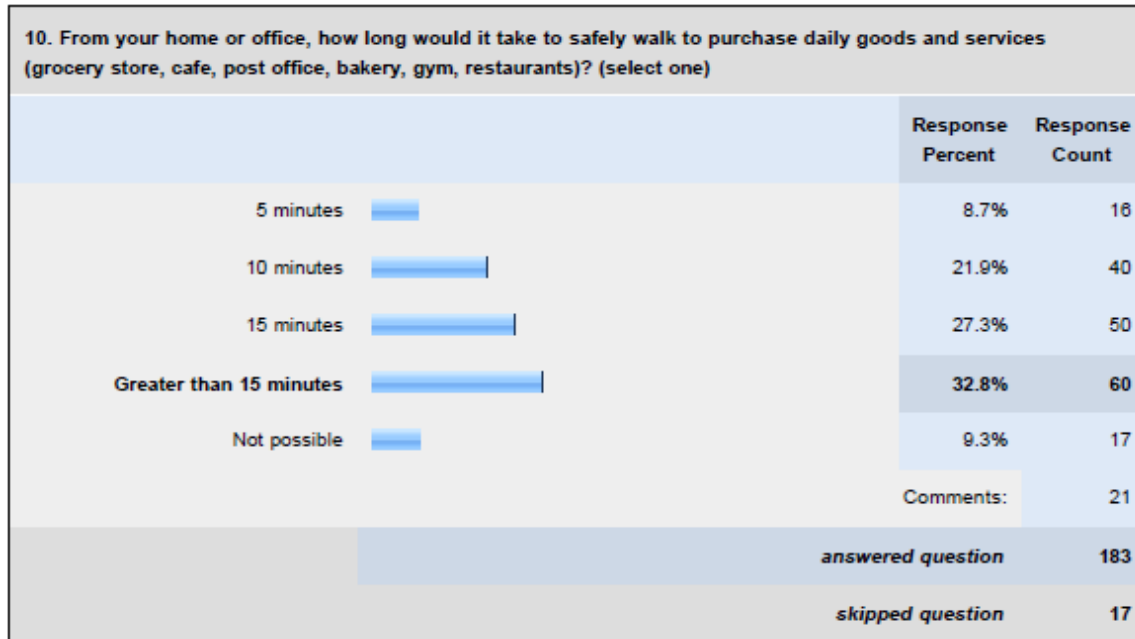 10. From your home or office, how long would it take to safely walk to purchase daily goods and services
(grocery store, cafe, post office, bakery, gym, restaurants)? (select one)
Response Percent Response Count
5 minutes 8.7% 16
10 minutes 21.9% 40
15 minutes 27.3% 50
Greater than 15 minutes 32.8% 60
Not possible 9.3% 17
Comments: 21
answered question 183
skipped question 17